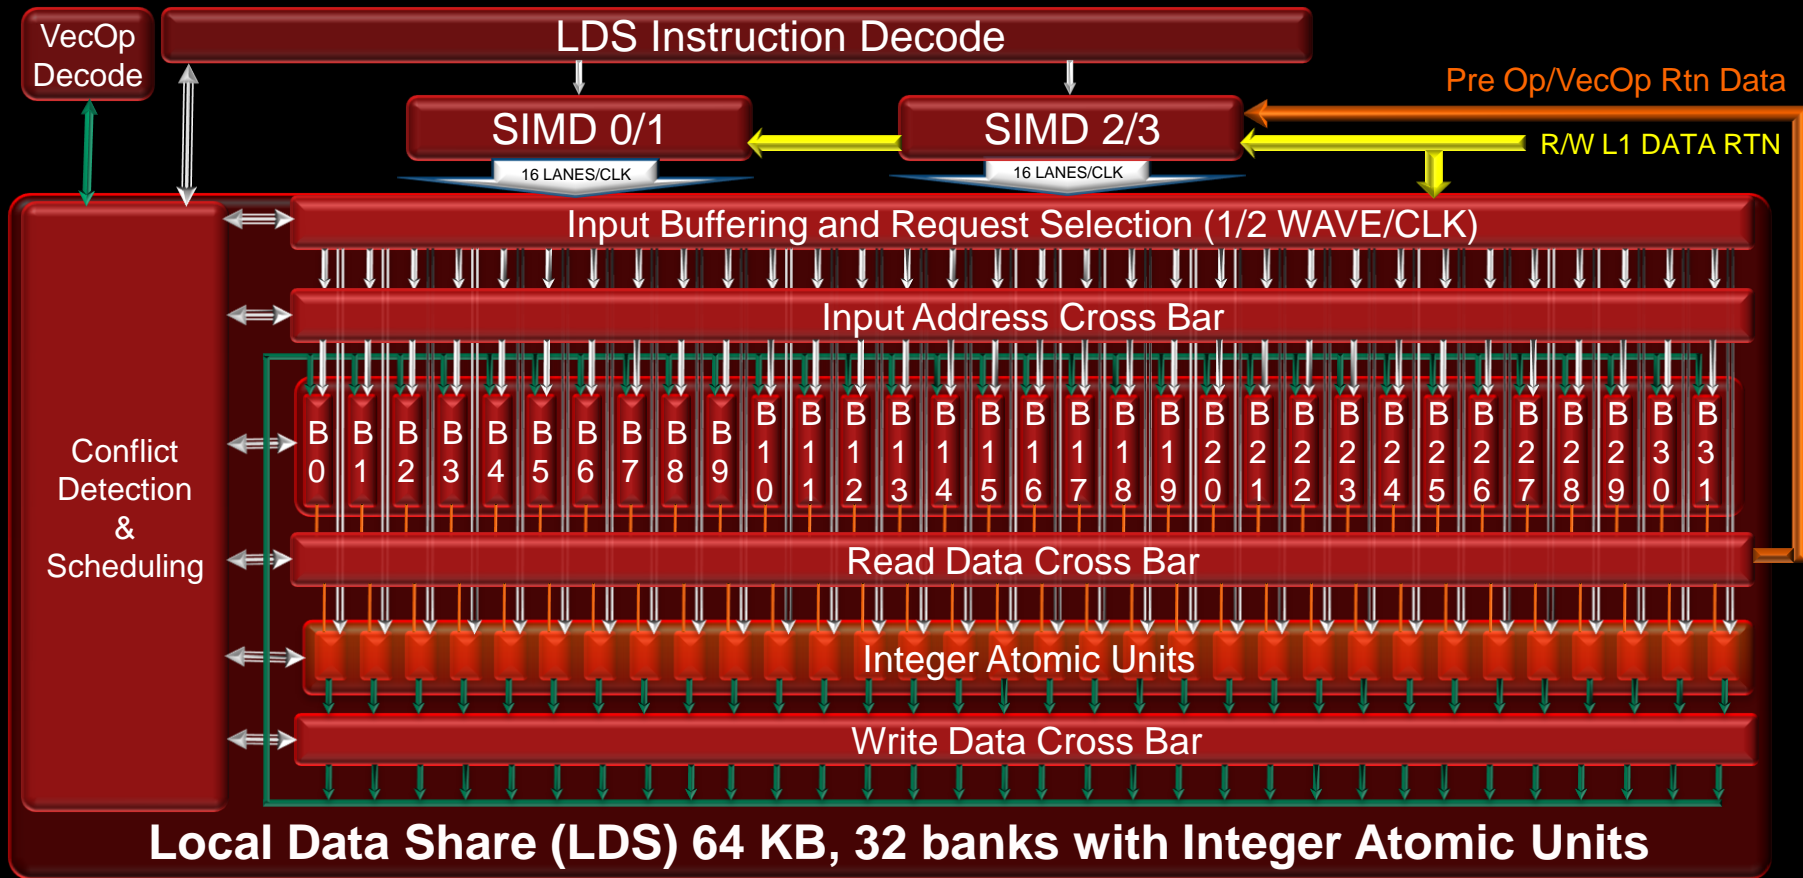 VecOp
Decode
LDS Instruction Decode
Pre Op/VecOp Rtn Data
SIMD 0/1
SIMD 2/3
R/W L1 DATA RTN
16 LANES/CLK
16 LANES/CLK
Input Buffering and Request Selection (1/2 WAVE/CLK)
Input Address Cross Bar
B0
B1
B2
B3
B4
B5
B6
B7
B8
B9
B10
B11
B12
B13
B14
B15
B16
B17
B18
B19
B20
B21
B22
B23
B24
B25
B26
B27
B28
B29
B30
B31
Conflict
Detection
&
Scheduling
Read Data Cross Bar
Integer Atomic Units
Write Data Cross Bar
Local Data Share (LDS) 64 KB, 32 banks with Integer Atomic Units